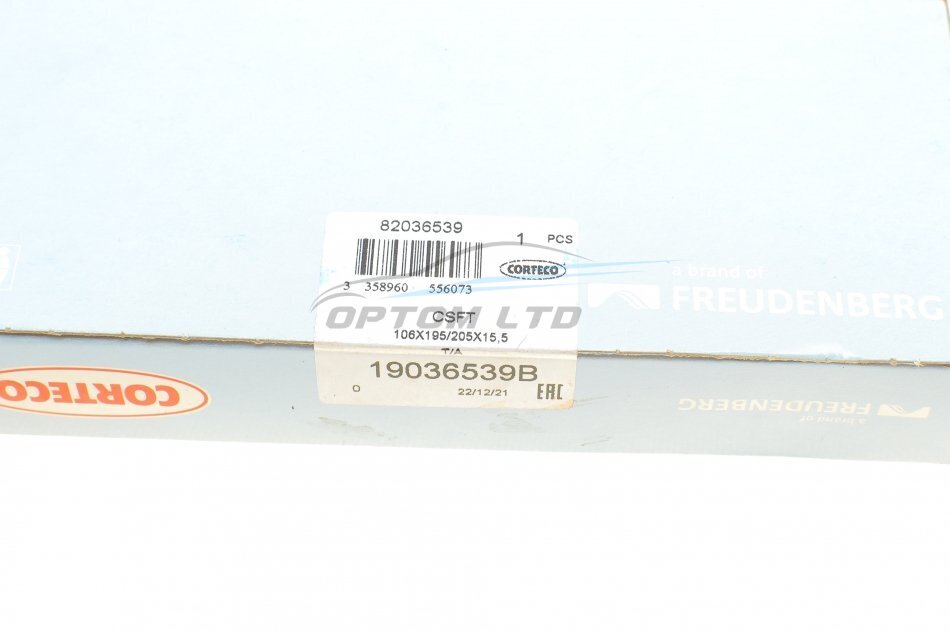 82036539
1 PCS
CORTECO
3 358960 556073
a brand of
FREUDENBERG
OPTOM LTD
CSFT
106X195/205X15,5
T/A
19036539B
0 22/12/21 EAC
CORTECO
FREUDENBERG
a brand of